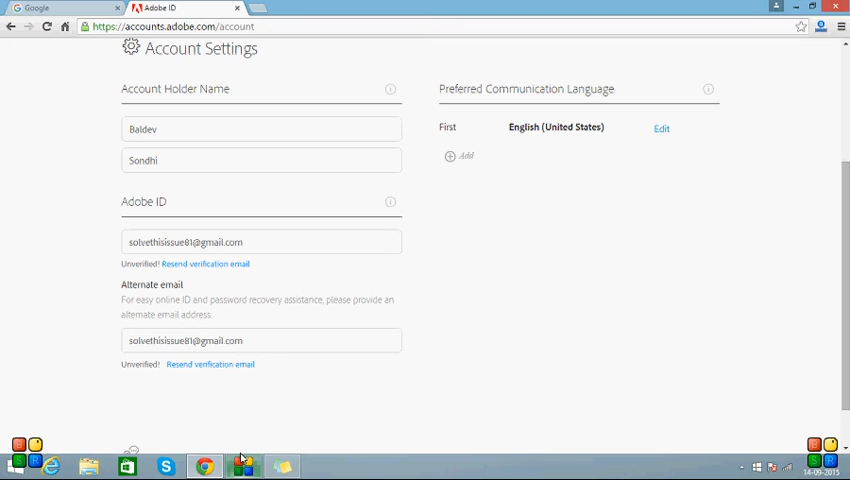 Google
Adobe ID
https://accounts.adobe.com/account
Account Settings
Account Holder Name
Preferred Communication Language
Baldev
First
English (United States)
Edit
Add
Sondhi
Adobe ID
solvethisissue81@gmail.com
Unverified! Resend verification email
Alternate email
For easy online ID and password recovery assistance, please provide an
alternate email address.
solvethisissue81@gmail.com
Unverified! Resend verification email
E
S R
E
S R
14-09-2015